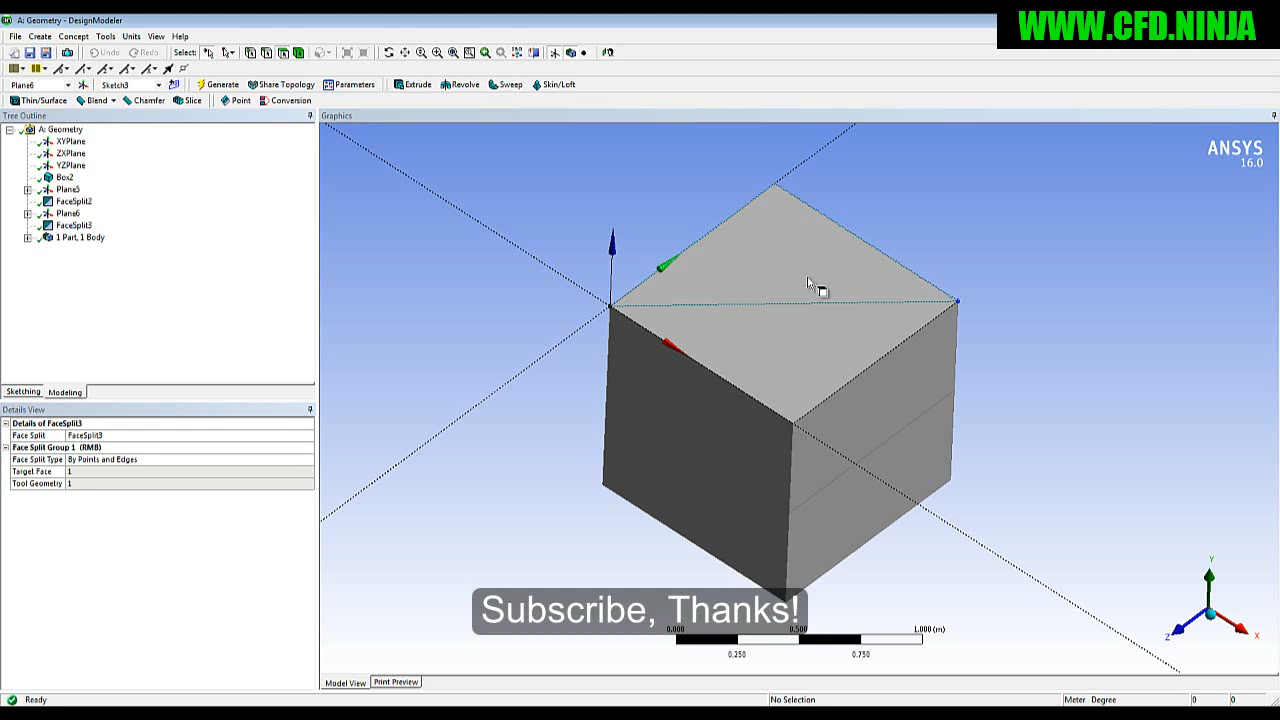 A: Geometry - DesignModeler
WWW.CFD.NINJA
File Create Concept Tools Units View Help
Undo Redo Select:
Plane6 Sketch3 Generate Share Topology Parameters Extrude Revolve Sweep Skin/Loft
Thin/Surface Blend Chamfer Slice Point Conversion
Tree Outline
Graphics
A: Geometry
XYPlane
ZXPlane
YZPlane
Box2
Plane5
FaceSplit2
Plane6
FaceSplit3
1 Part, 1 Body
ANSYS
16.0
Sketching Modeling
Details View
Details of FaceSplit3
Face Split FaceSplit3
Face Split Group 1 (RMB)
Face Split Type By Points and Edges
Target Face 1
Tool Geometry 1
Subscribe, Thanks!
0.000 0.500 1.000 (m)
0.250 0.750
Y
Z
X
Model View Print Preview
Ready No Selection Meter Degree 0 0